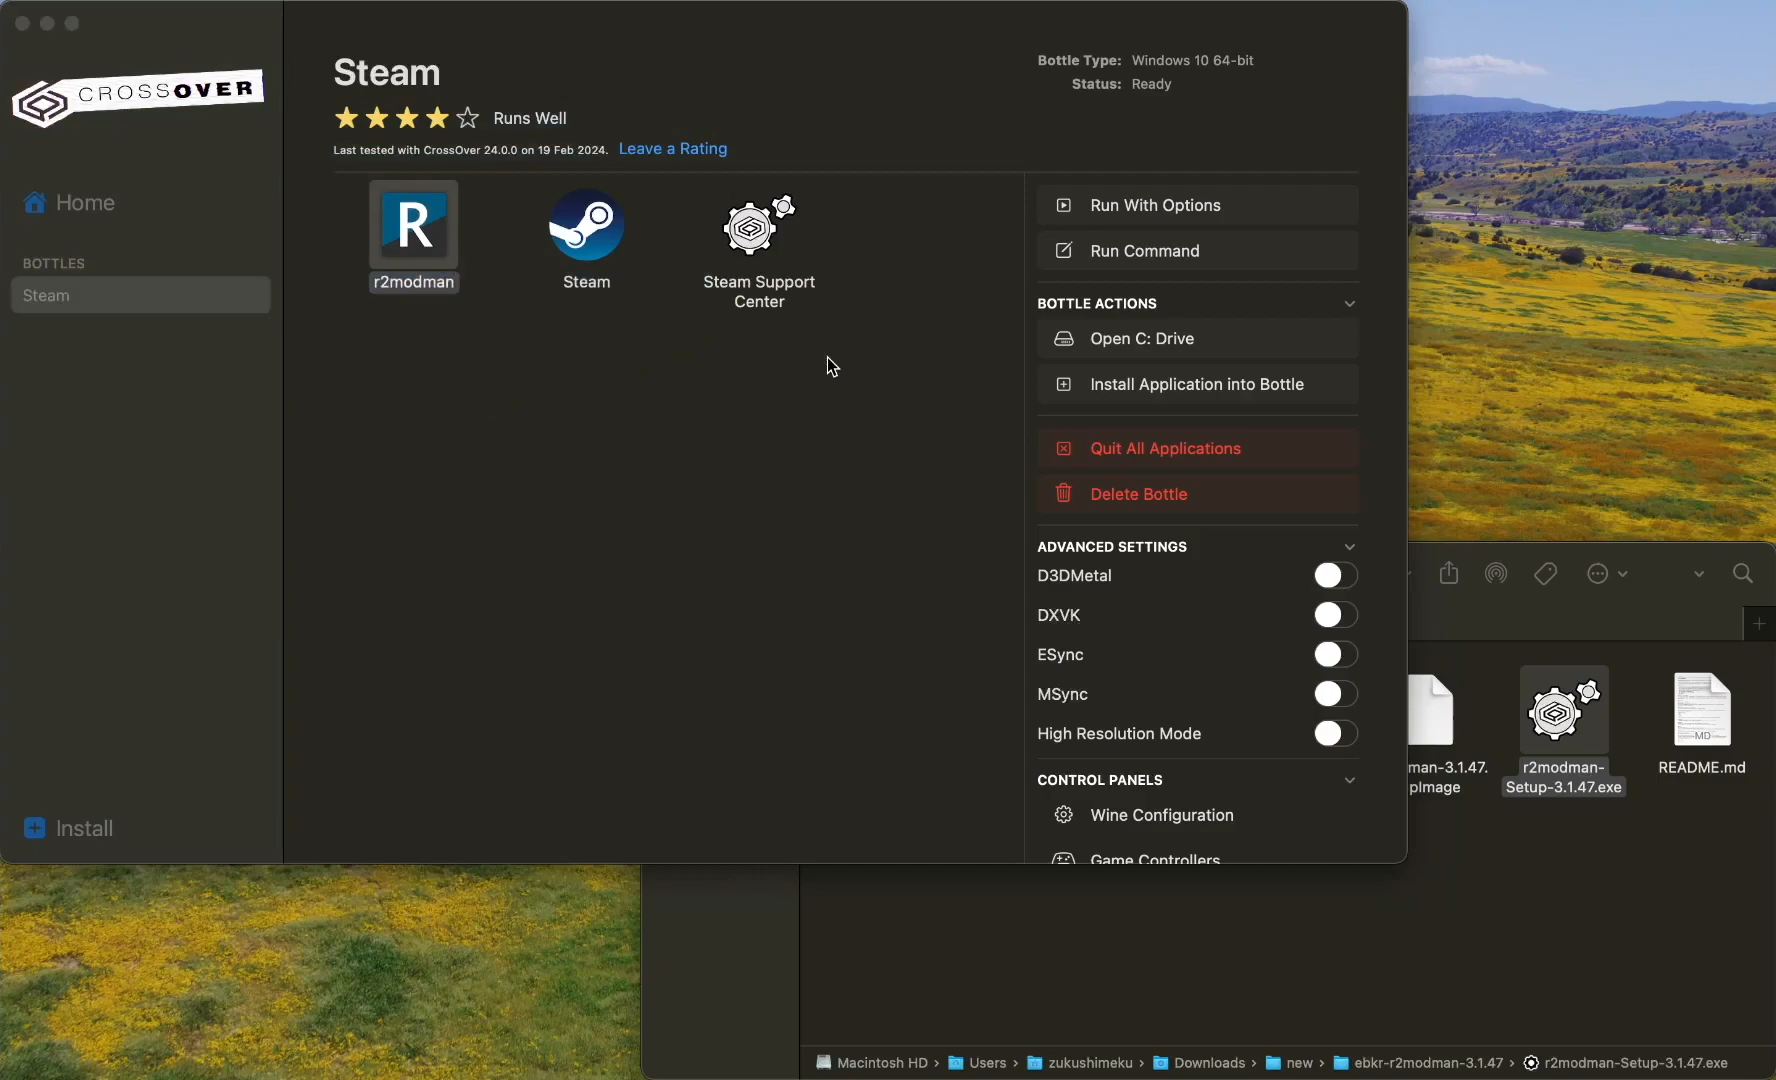 CROSSOVER
Home
BOTTLES
Steam
Install
Steam
Runs Well
Last tested with CrossOver 24.0.0 on 19 Feb 2024. Leave a Rating
Bottle Type: Windows 10 64-bit
Status: Ready
R
r2modman
Steam
Steam Support
Center
Run With Options
Run Command
BOTTLE ACTIONS
Open C: Drive
Install Application into Bottle
Quit All Applications
Delete Bottle
ADVANCED SETTINGS
D3DMetal
DXVK
ESync
MSync
High Resolution Mode
CONTROL PANELS
Wine Configuration
Game Controllers
man-3.1.47.
pImage
r2modman-
Setup-3.1.47.exe
MD
README.md
Macintosh HD › Users › zukushimeku › Downloads › new › ebkr-r2modman-3.1.47 › r2modman-Setup-3.1.47.exe